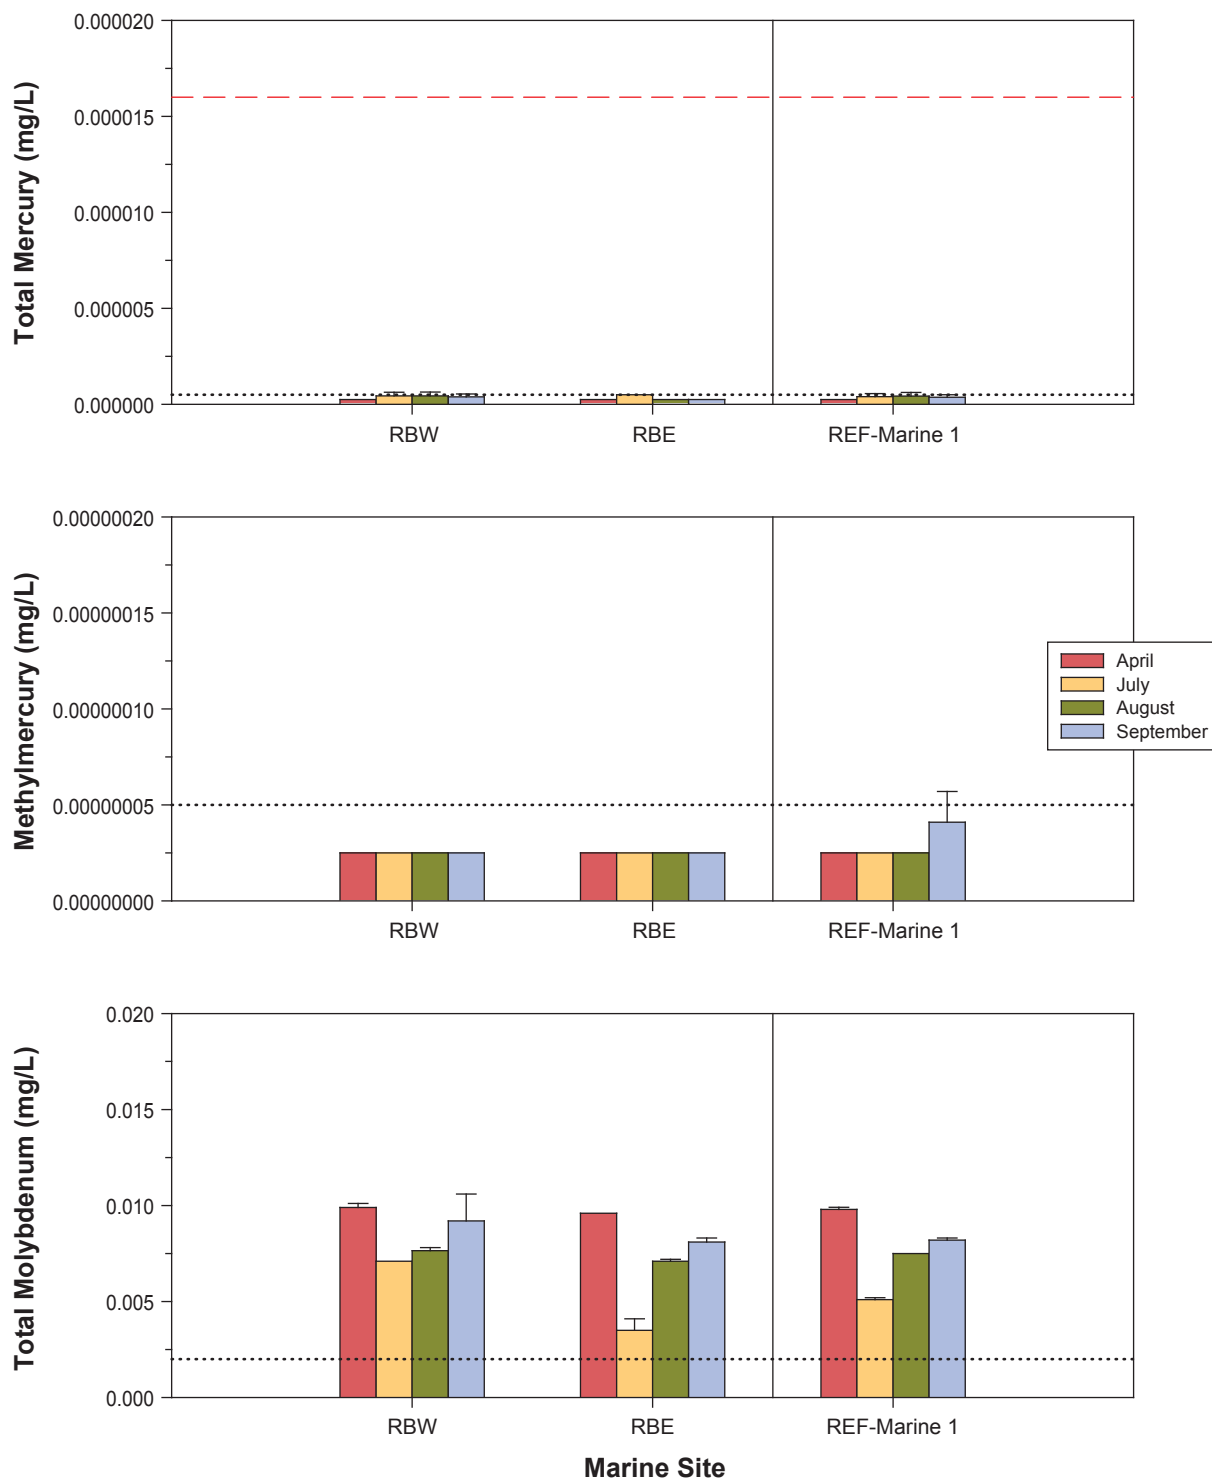 Total Mercury (mg/L)
0.000020
0.000015
0.000010
0.000005
0.000000
RBW RBE REF-Marine 1
Methylmercury (mg/L)
0.00000020
0.00000015
0.00000010
0.00000005
0.00000000
RBW RBE REF-Marine 1
April
July
August
September
Total Molybdenum (mg/L)
0.020
0.015
0.010
0.005
0.000
RBW RBE REF-Marine 1
Marine Site